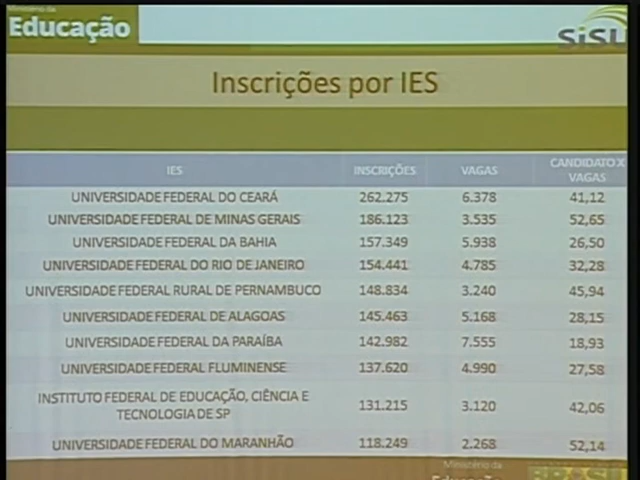 Ministério da
Educação
SiSU
Inscrições por IES
IES INSCRIÇÕES VAGAS CANDIDATO X VAGAS
UNIVERSIDADE FEDERAL DO CEARÁ 262.275 6.378 41,12
UNIVERSIDADE FEDERAL DE MINAS GERAIS 186.123 3.535 52,65
UNIVERSIDADE FEDERAL DA BAHIA 157.349 5.938 26,50
UNIVERSIDADE FEDERAL DO RIO DE JANEIRO 154.441 4.785 32,28
UNIVERSIDADE FEDERAL RURAL DE PERNAMBUCO 148.834 3.240 45,94
UNIVERSIDADE FEDERAL DE ALAGOAS 145.463 5.168 28,15
UNIVERSIDADE FEDERAL DA PARAÍBA 142.982 7.555 18,93
UNIVERSIDADE FEDERAL FLUMINENSE 137.620 4.990 27,58
INSTITUTO FEDERAL DE EDUCAÇÃO, CIÊNCIA E
TECNOLOGIA DE SP 131.215 3.120 42,06
UNIVERSIDADE FEDERAL DO MARANHÃO 118.249 2.268 52,14
Ministério da
Educação BRASIL